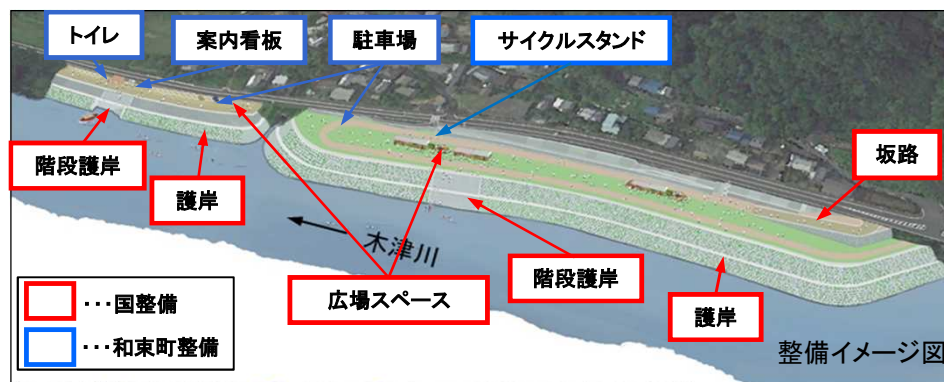 トイレ
案内看板
駐車場
サイクルスタンド
階段護岸
護岸
坂路
木津川
広場スペース
階段護岸
護岸
・・・国整備
・・・和束町整備
整備イメージ図